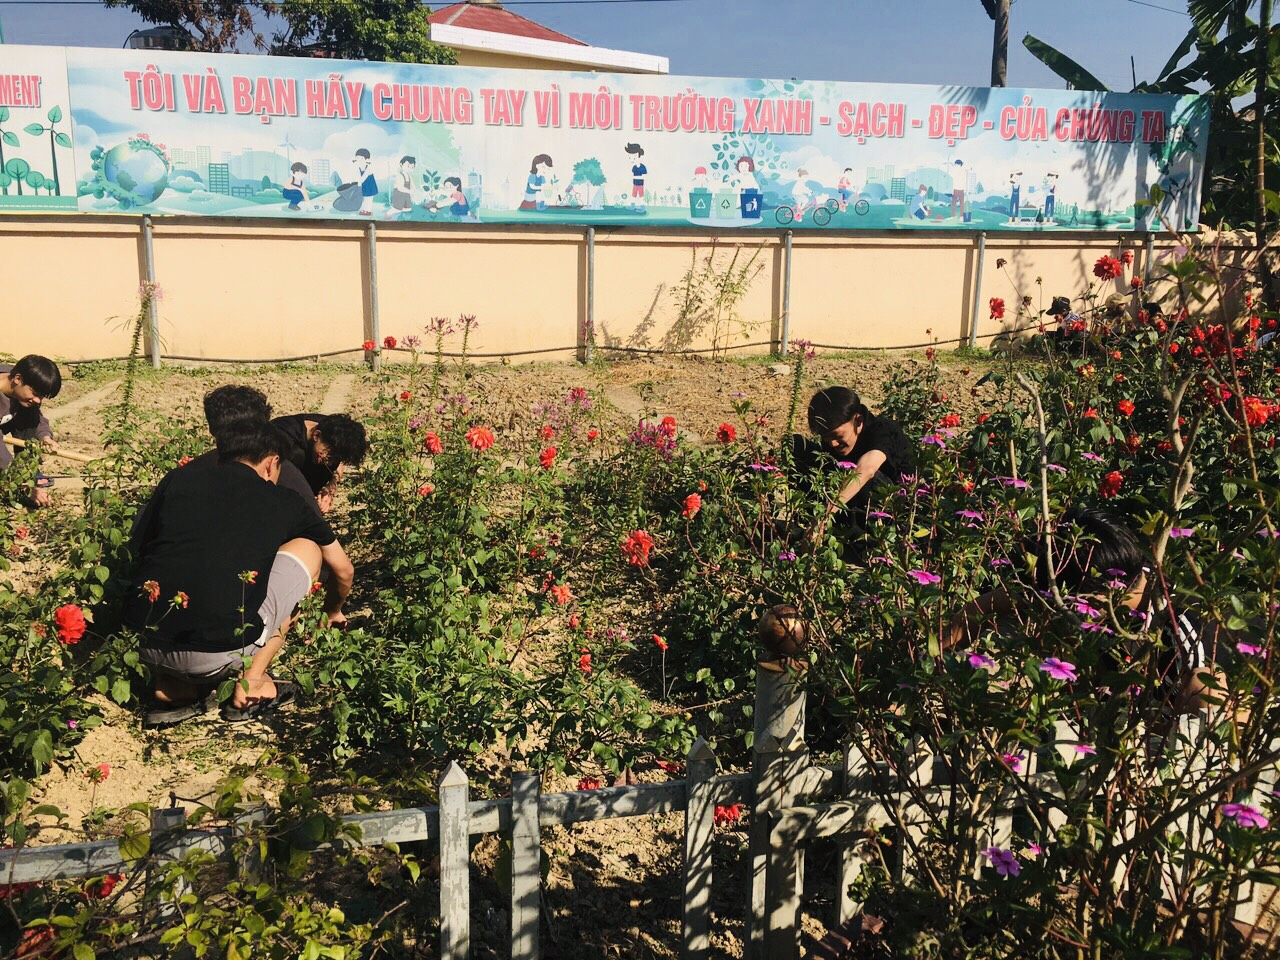 MENT
TÔI VÀ BẠN HÃY CHUNG TAY VÌ MÔI TRƯỜNG XANH - SẠCH - ĐẸP - CỦA CHÚNG TA